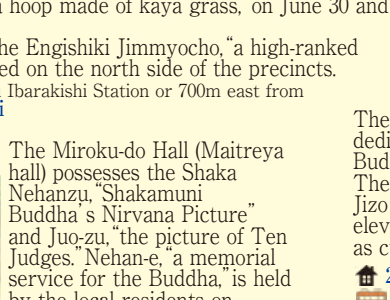 hoop made of kaya grass, on June 30 and
he Engishiki Jimmyocho, "a high-ranked
ed on the north side of the precincts.
Ibarakishi Station or 700m east from
i
The Miroku-do Hall (Maitreya
hall) possesses the Shaka
Nehanzu, "Shakamuni
Buddha's Nirvana Picture"
and Juo-zu, "the picture of Ten
Judges." Nehan-e, "a memorial
service for the Buddha," is held
by the local residents on
The
dedi
Bud
The
Jizo
elev
as c
2